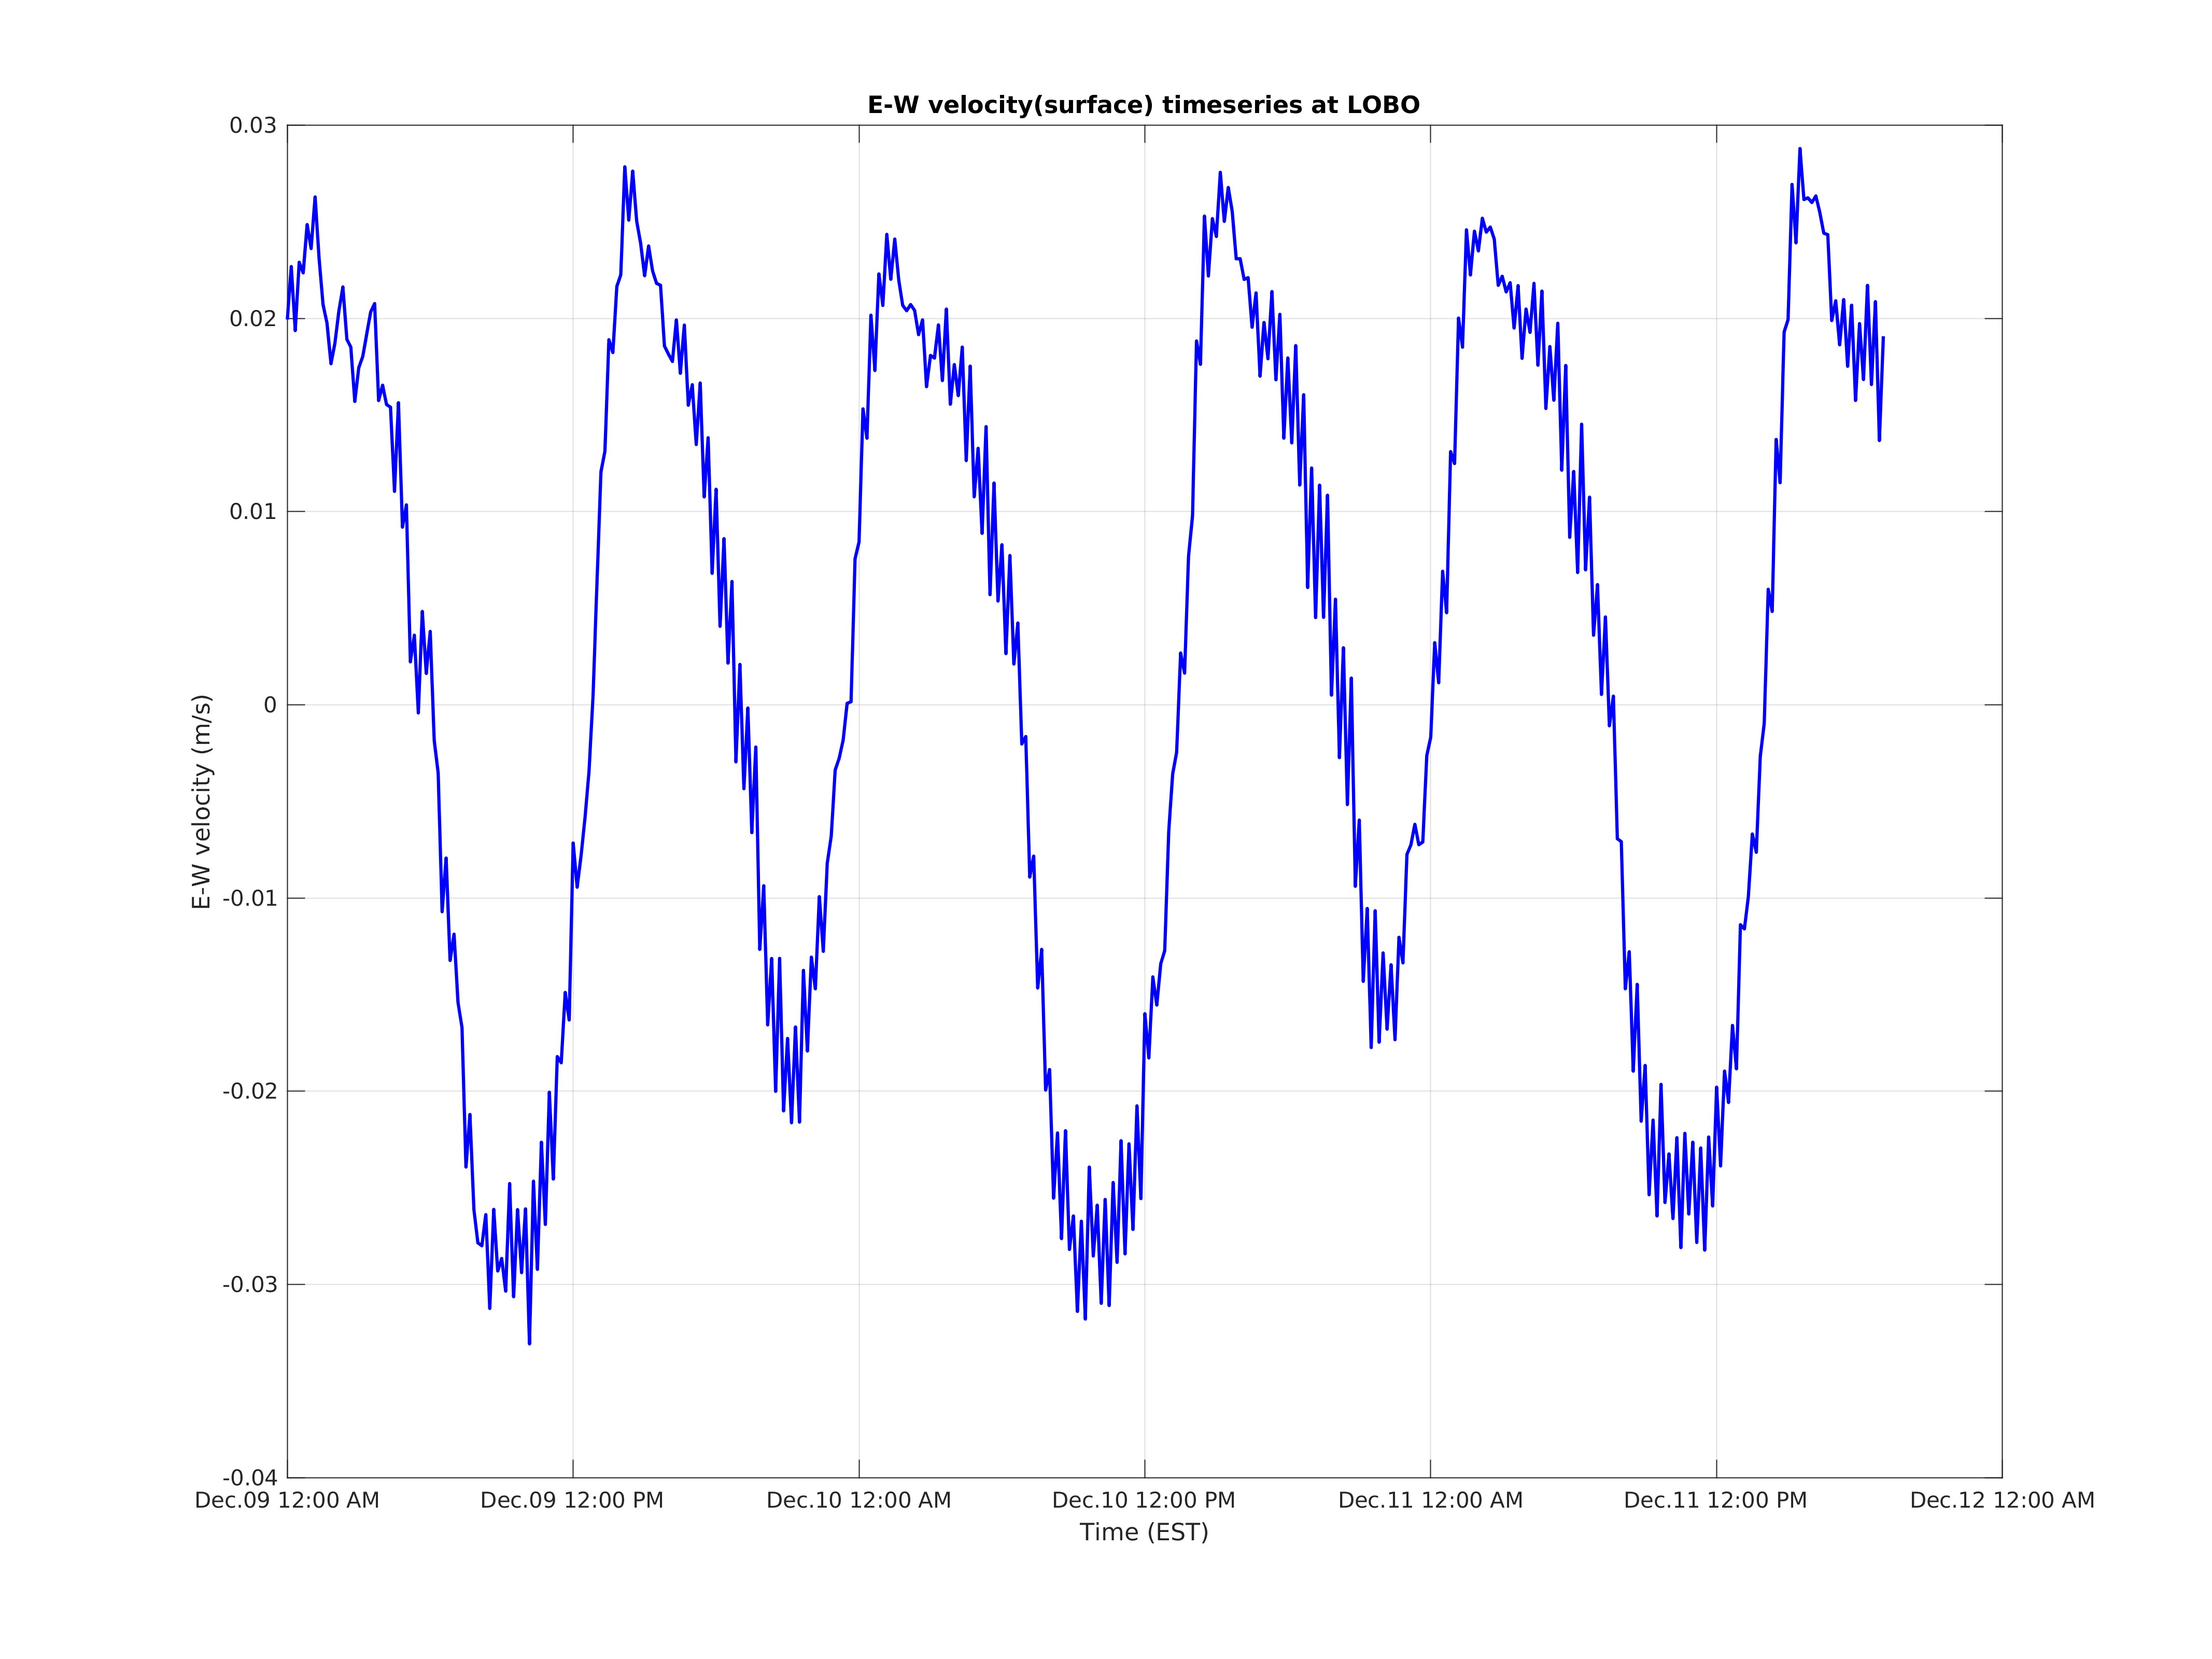 E-W velocity(surface) timeseries at LOBO
0.03
0.02
0.01
0
-0.01
-0.02
-0.03
-0.04
E-W velocity (m/s)
Dec.09 12:00 AM
Dec.09 12:00 PM
Dec.10 12:00 AM
Dec.10 12:00 PM
Dec.11 12:00 AM
Dec.11 12:00 PM
Dec.12 12:00 AM
Time (EST)